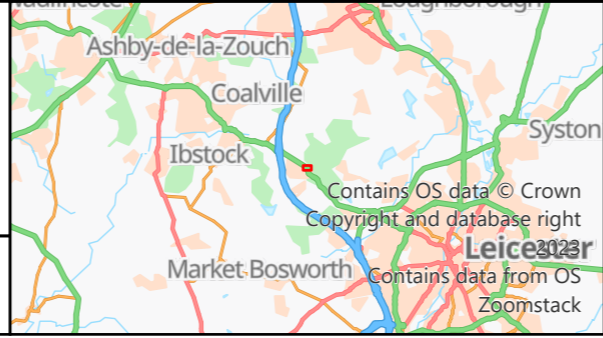 Loughborough
Ashby-de-la-Zouch
Coalville
Syston
Ibstock
Contains OS data © Crown
Copyright and database right
Leicester
2023
Market Bosworth
Contains data from OS
Zoomstack